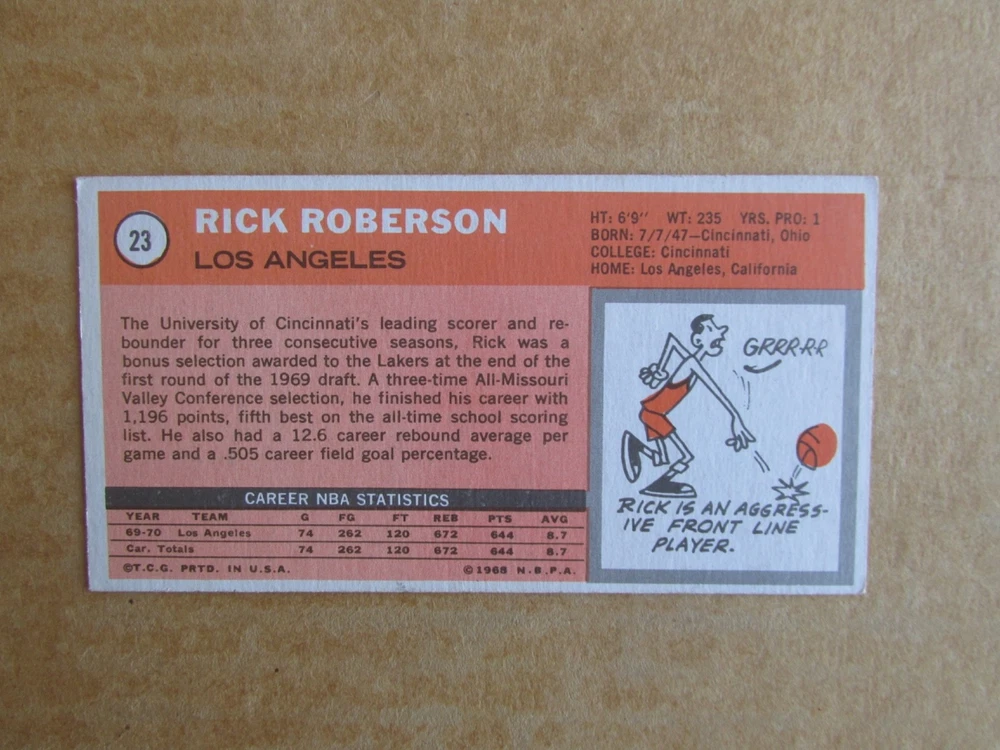 23
RICK ROBERSON
LOS ANGELES
HT: 6'9" WT: 235 YRS. PRO: 1
BORN: 7/7/47—Cincinnati, Ohio
COLLEGE: Cincinnati
HOME: Los Angeles, California
The University of Cincinnati's leading scorer and re-
bounder for three consecutive seasons, Rick was a
bonus selection awarded to the Lakers at the end of the
first round of the 1969 draft. A three-time All-Missouri
Valley Conference selection, he finished his career with
1,196 points, fifth best on the all-time school scoring
list. He also had a 12.6 career rebound average per
game and a .505 career field goal percentage.
CAREER NBA STATISTICS
YEAR TEAM G FG FT REB PTS AVG
69-70 Los Angeles 74 262 120 672 644 8.7
Car. Totals 74 262 120 672 644 8.7
©T.C.G. PRTD. IN U.S.A. ©1968 N.B.P.A.
GRRR-R-R
RICK IS AN AGGRESS-
IVE FRONT LINE
PLAYER.